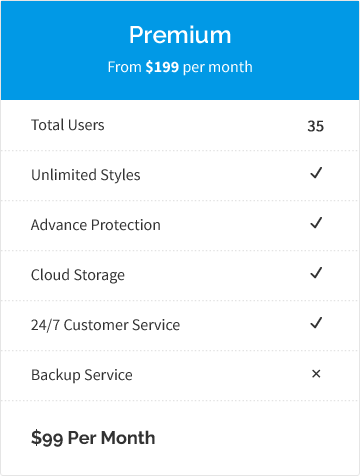 Premium
From $199 per month
Total Users 35
Unlimited Styles ✓
Advance Protection ✓
Cloud Storage ✓
24/7 Customer Service ✓
Backup Service ✕
$99 Per Month